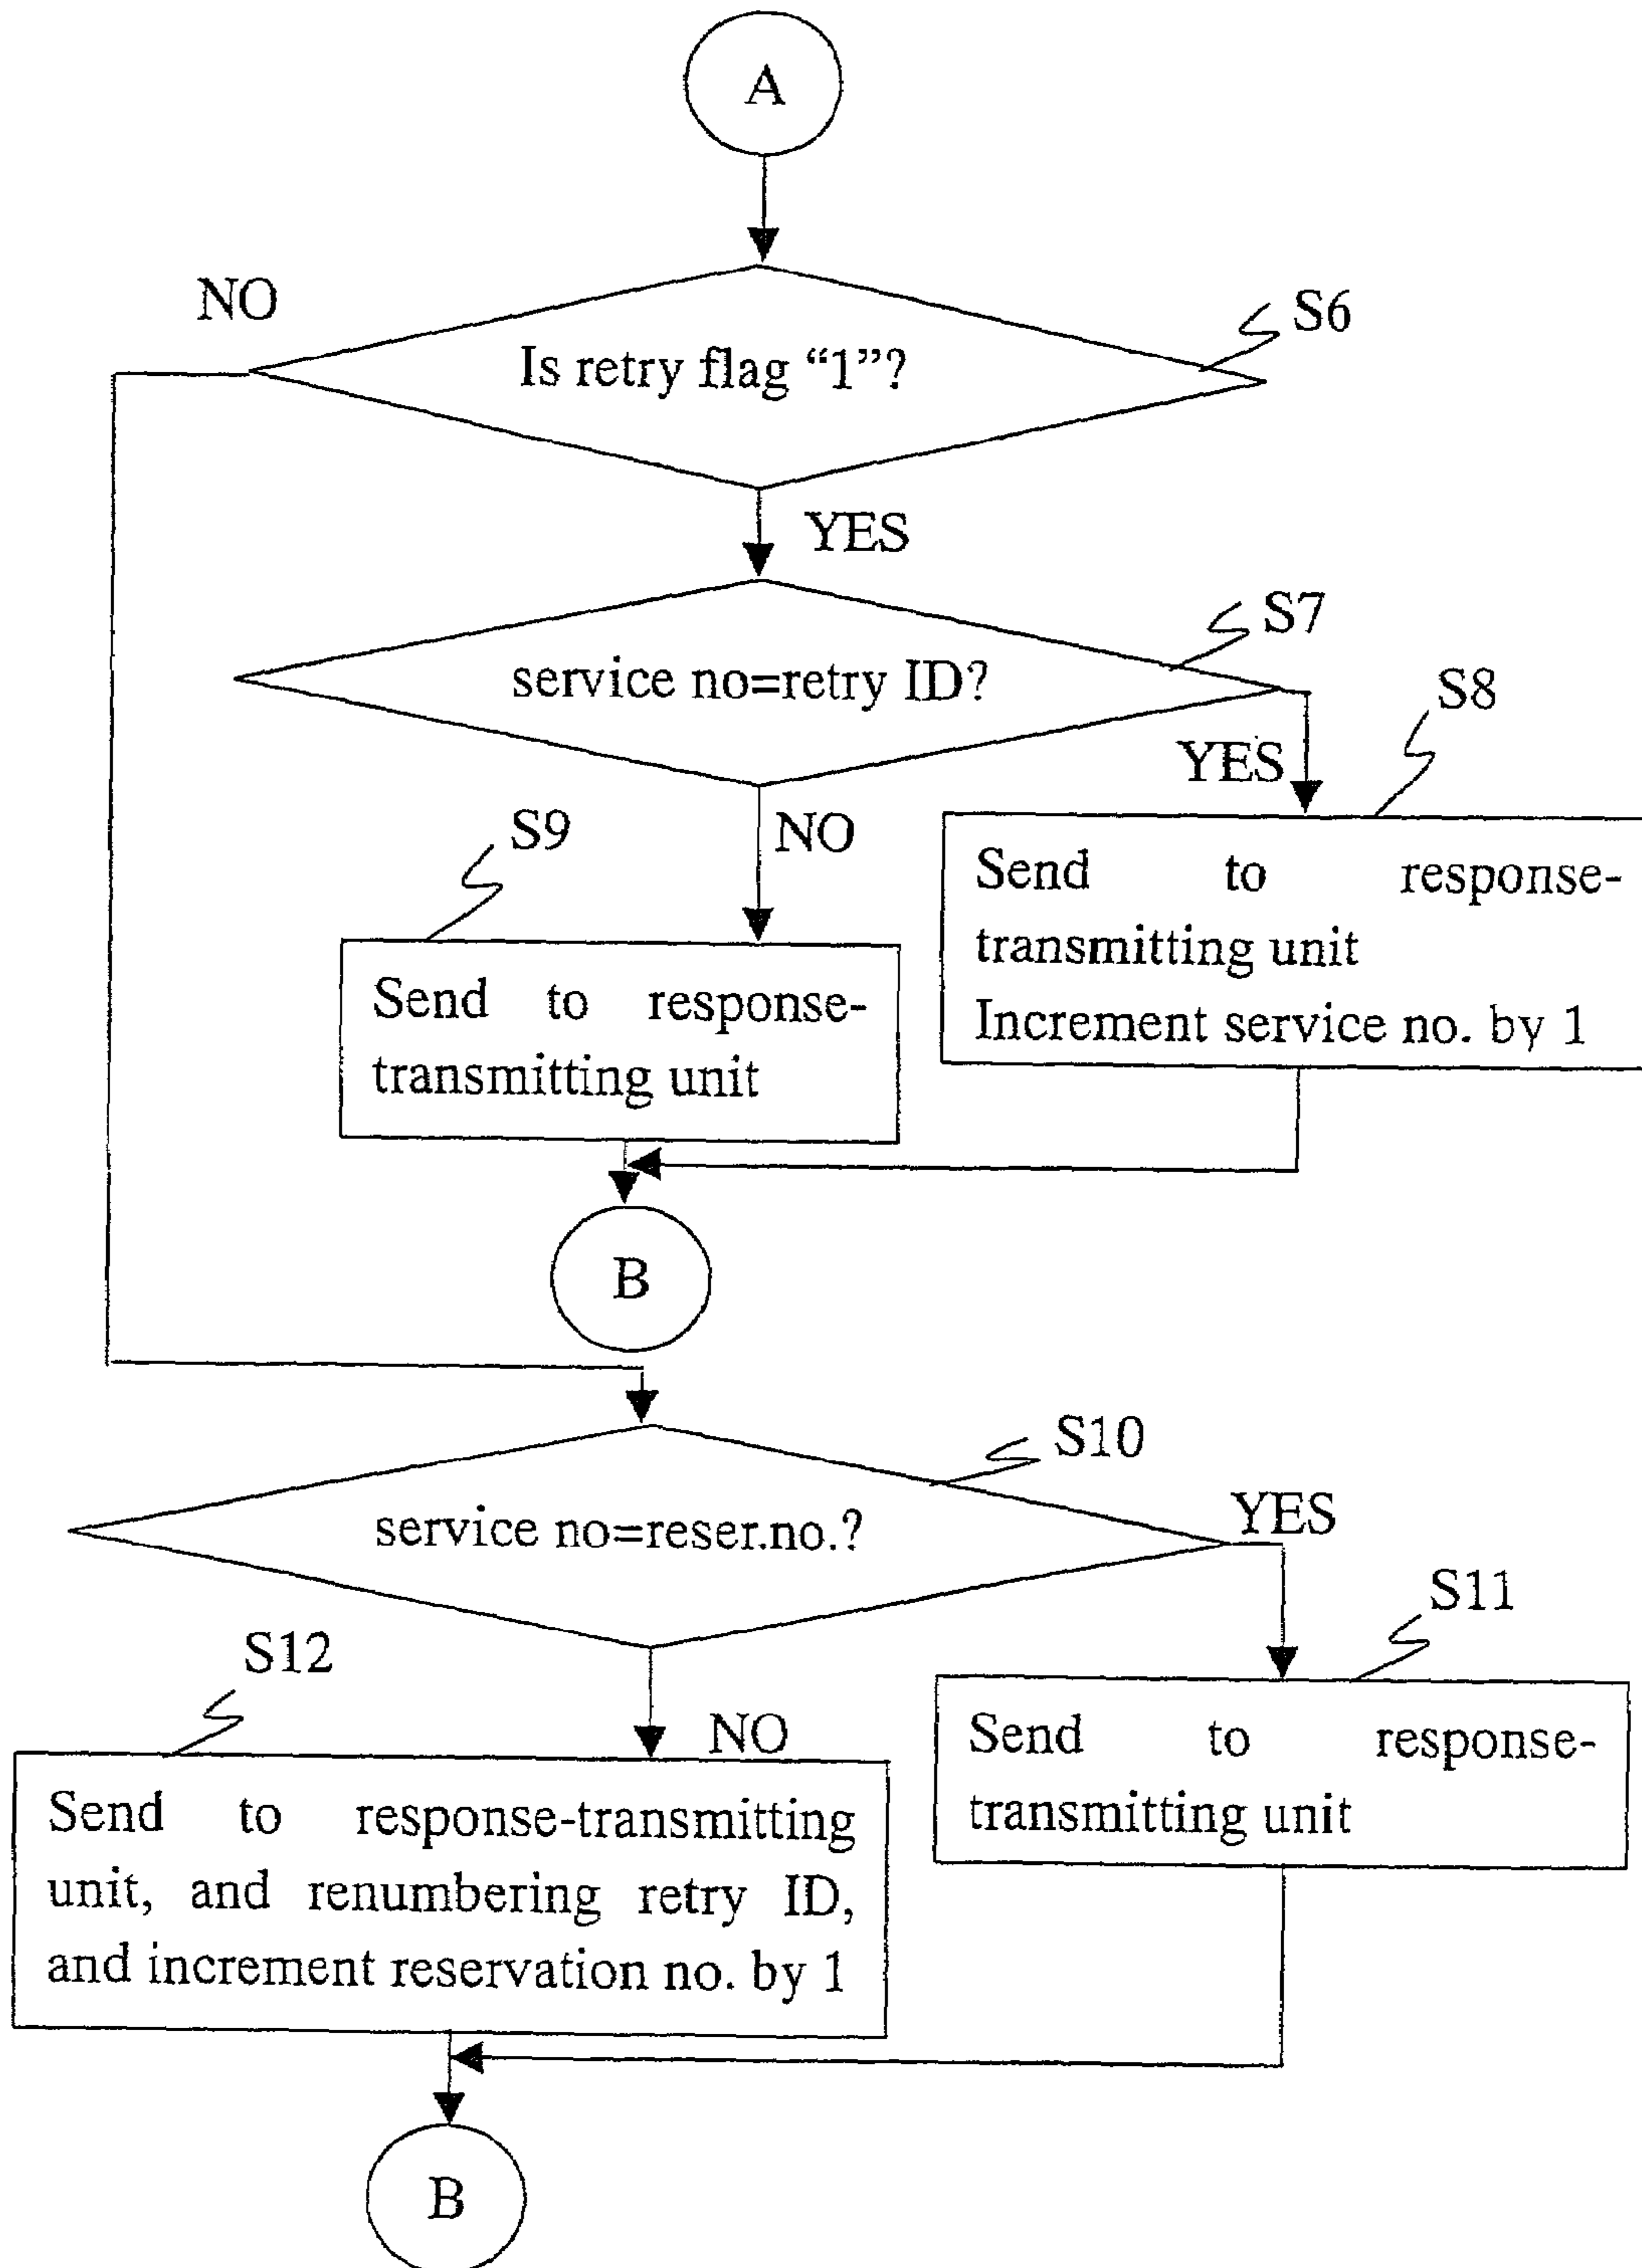 A
NO
S6
Is retry flag “1”?
YES
S7
service no=retry ID?
S8
YES
S9
NO
Send to response-
transmitting unit
Increment service no. by 1
Send to response-
transmitting unit
B
S10
service no=reser.no.?
YES
S11
S12
NO
Send to response-
transmitting unit
Send to response-transmitting
unit, and renumbering retry ID,
and increment reservation no. by 1
B